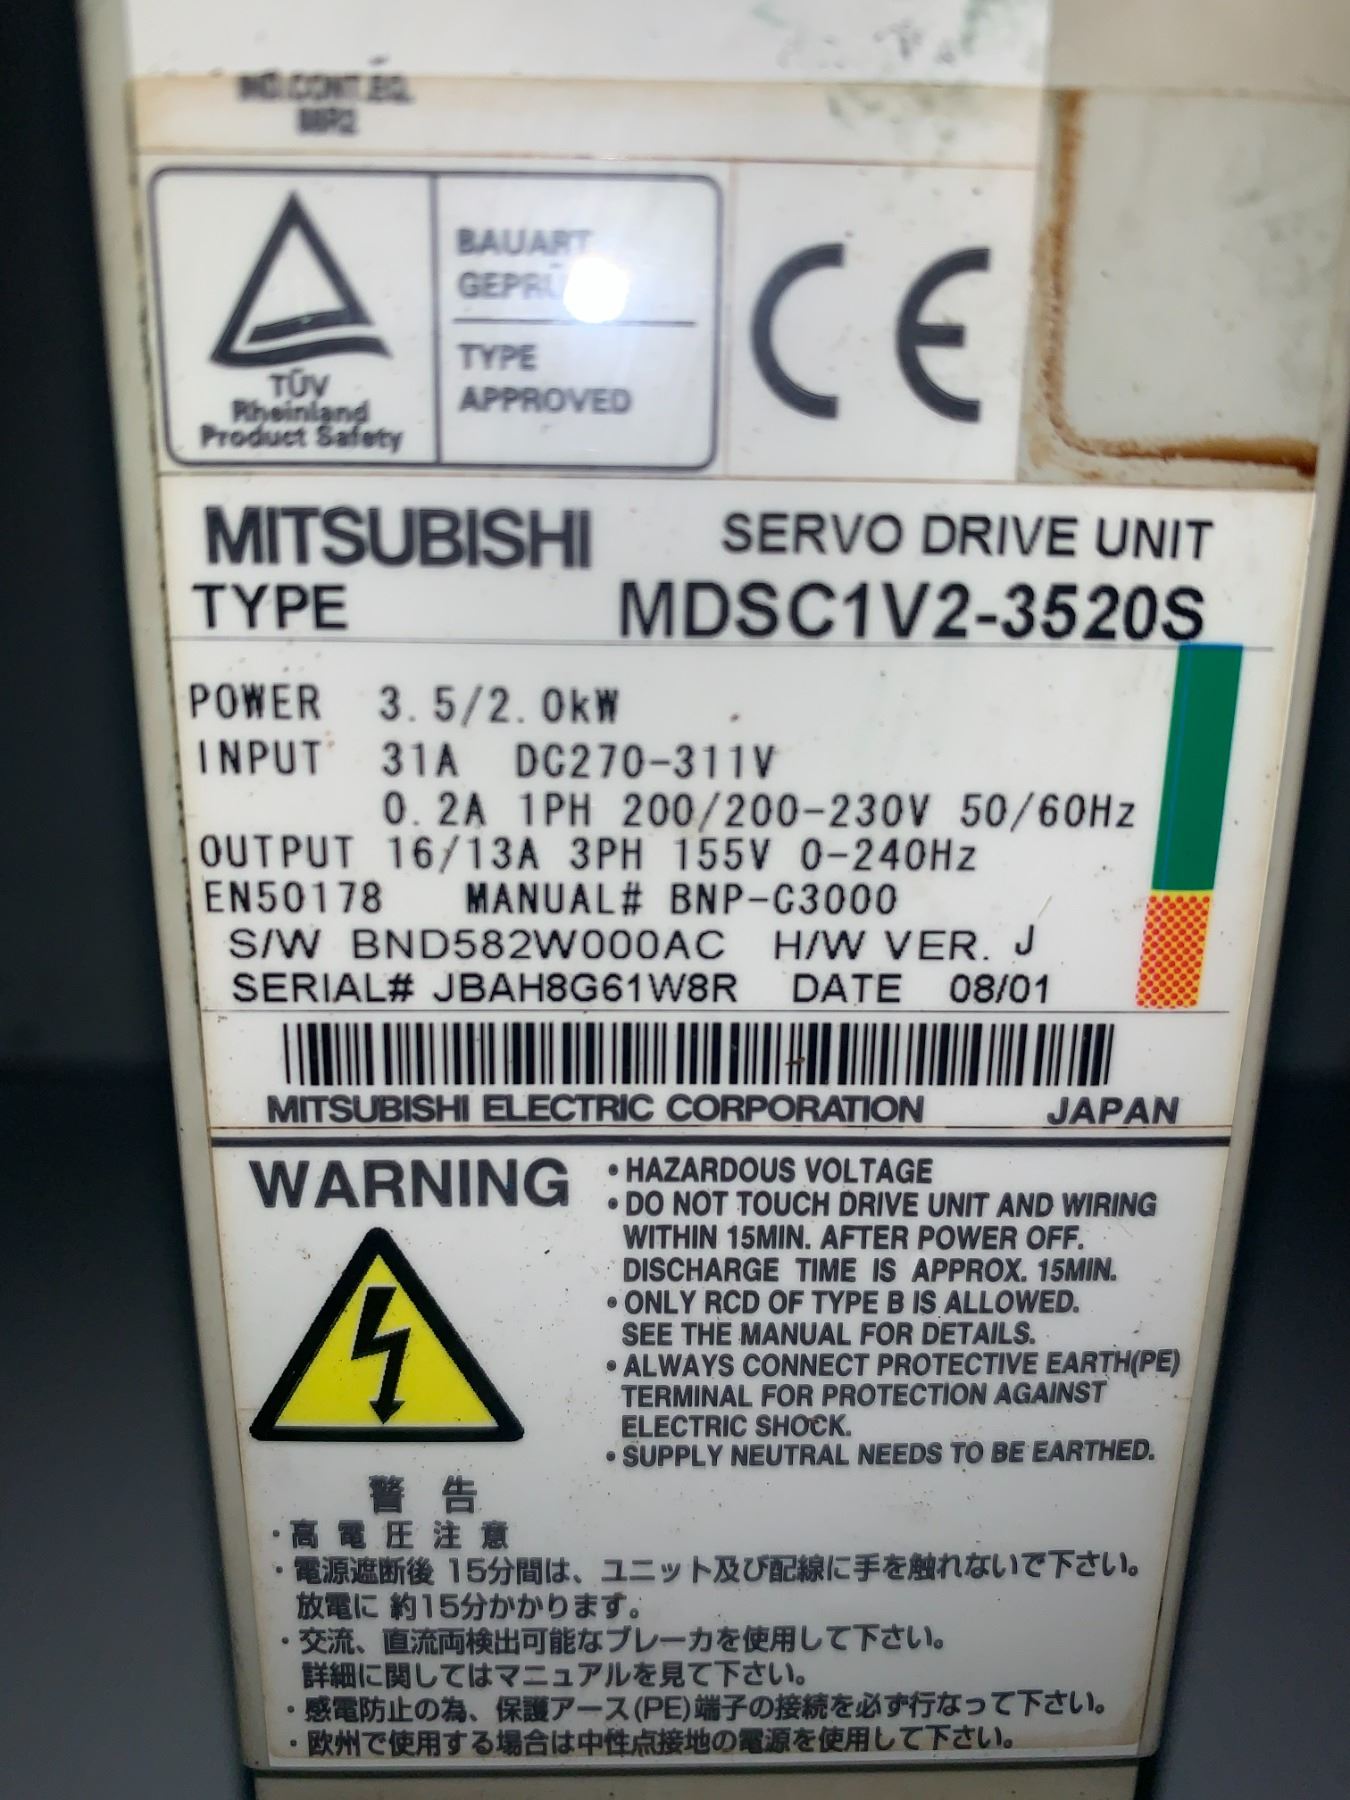 IND.CONT.EQ.
TÜV
Rheinland
Product Safety
BAUART
TYPE
APPROVED
CE
MITSUBISHI SERVO DRIVE UNIT
TYPE MDSC1V2-3520S
POWER 3.5/2.0kW
INPUT 31A DC270-311V
0.2A 1PH 200/200-230V 50/60Hz
OUTPUT 16/13A 3PH 155V 0-240Hz
EN50178 MANUAL# BNP-C3000
S/W BND582W000AC H/W VER. J
SERIAL# JBAH8G61W8R DATE 08/01
MITSUBISHI ELECTRIC CORPORATION JAPAN
WARNING
• HAZARDOUS VOLTAGE
• DO NOT TOUCH DRIVE UNIT AND WIRING
WITHIN 15MIN. AFTER POWER OFF.
DISCHARGE TIME IS APPROX. 15MIN.
• ONLY RCD OF TYPE B IS ALLOWED.
SEE THE MANUAL FOR DETAILS.
• ALWAYS CONNECT PROTECTIVE EARTH(PE)
TERMINAL FOR PROTECTION AGAINST
ELECTRIC SHOCK.
• SUPPLY NEUTRAL NEEDS TO BE EARTHED.
警告
・高電圧注意
・電源遮断後 15分間は、ユニット及び配線に手を触れないで下さい。
放電に 約15分かかります。
・交流、直流両検出可能なブレーカを使用して下さい。
詳細に関してはマニュアルを見て下さい。
・感電防止の為、保護アース(PE)端子の接続を必ず行なって下さい。
・欧州で使用する場合は中性点接地の電源を使用して下さい。